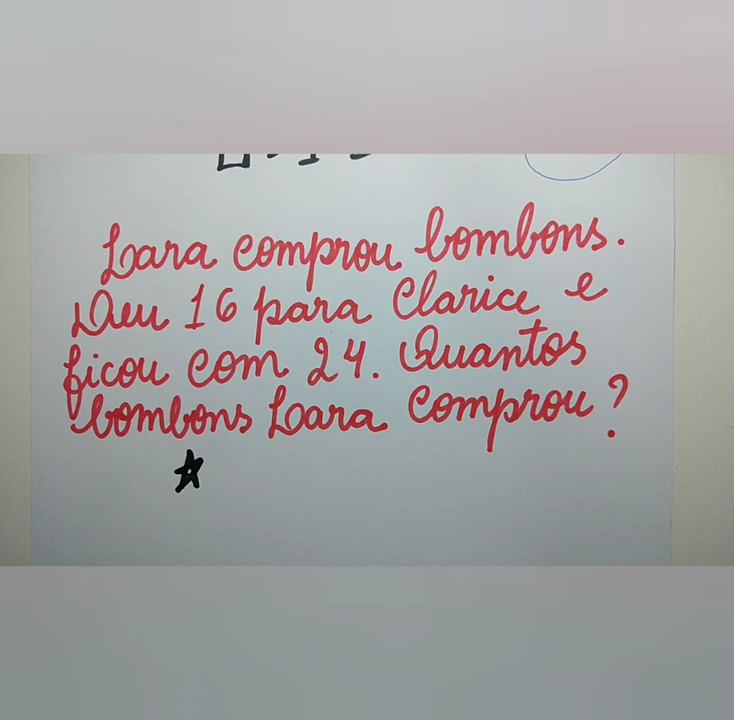 Lara comprou bombons.
Deu 16 para Clarice e
ficou com 24. Quantos
bombons Lara comprou?